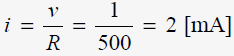 i = v/R = 1/500 = 2 [mA]